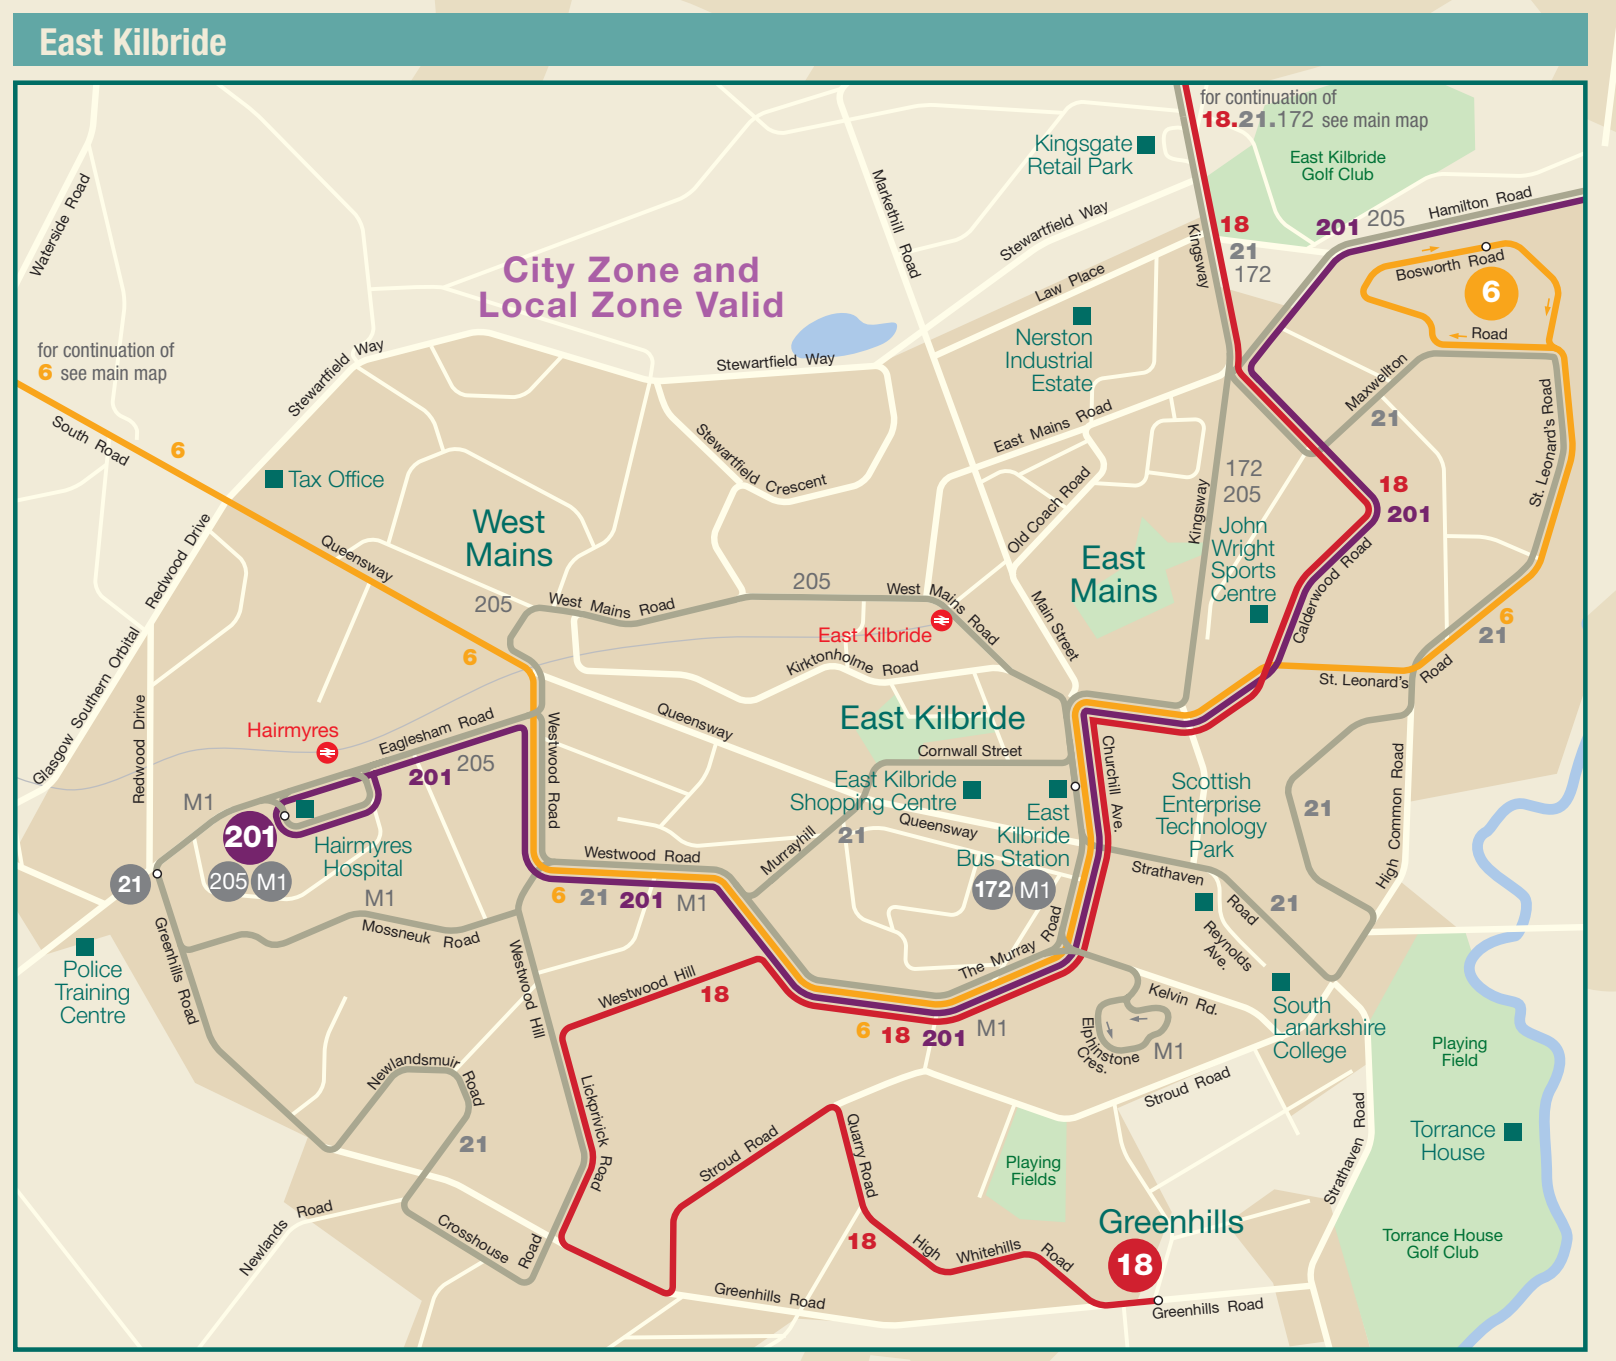 East Kilbride
for continuation of
18.21.172 see main map
Kingsgate
Retail Park
East Kilbride
Golf Club
Waterside Road
Markethill Road
Stewartfield Way
Hamilton Road
201 205
18
21
172
Kingsway
City Zone and
Local Zone Valid
Law Place
Bosworth Road
6
Road
Nerston
Industrial
Estate
for continuation of
6 see main map
Stewartfield Way
Stewartfield Way
Maxwellton
21
St. Leonard's Road
South Road
6
Tax Office
Stewartfield Crescent
East Mains Road
Old Coach Road
172
205
Kingsway
18
201
John
Wright
Sports
Centre
West
Mains
East
Mains
Redwood Drive
Queensway
205
West Mains Road
205
West Mains Road
East Kilbride
Main Street
Calderwood Road
6
21
Glasgow Southern Orbital
6
Kirktonholme Road
St. Leonard's Road
Redwood Drive
Hairmyres
Eaglesham Road
201 205
Westwood Road
Queensway
East Kilbride
Cornwall Street
Churchill Ave.
M1
201
205 M1
Hairmyres
Hospital
East Kilbride
Shopping Centre
East
Kilbride
Bus Station
172 M1
Queensway
Murrayhill
21
Scottish
Enterprise
Technology
Park
21
High Common Road
21
Westwood Road
6 21 201 M1
Strathaven Road
21
Reynolds
Ave.
M1
Mossneuk Road
Greenhills Road
Westwood Hill
Police
Training
Centre
Westwood Hill
18
The Murray Road
6 18 201 M1
Kelvin Rd.
Elphinstone
Cres.
M1
South
Lanarkshire
College
Playing
Field
Newlandsmuir Road
21
Lickprivick Road
Stroud Road
Stroud Road
Quarry Road
Playing
Fields
Strathaven Road
Torrance
House
Newlands Road
Crosshouse Road
18
High Whitehills Road
Greenhills
18
Torrance House
Golf Club
Greenhills Road
Greenhills Road